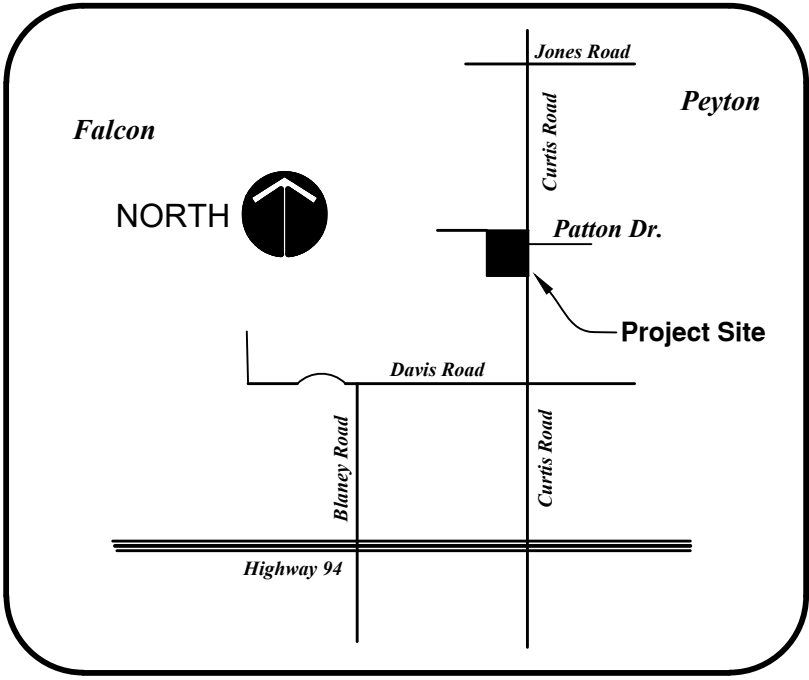 Jones Road
Peyton
Falcon
Curtis Road
NORTH
Patton Dr.
Project Site
Davis Road
Blaney Road
Curtis Road
Highway 94